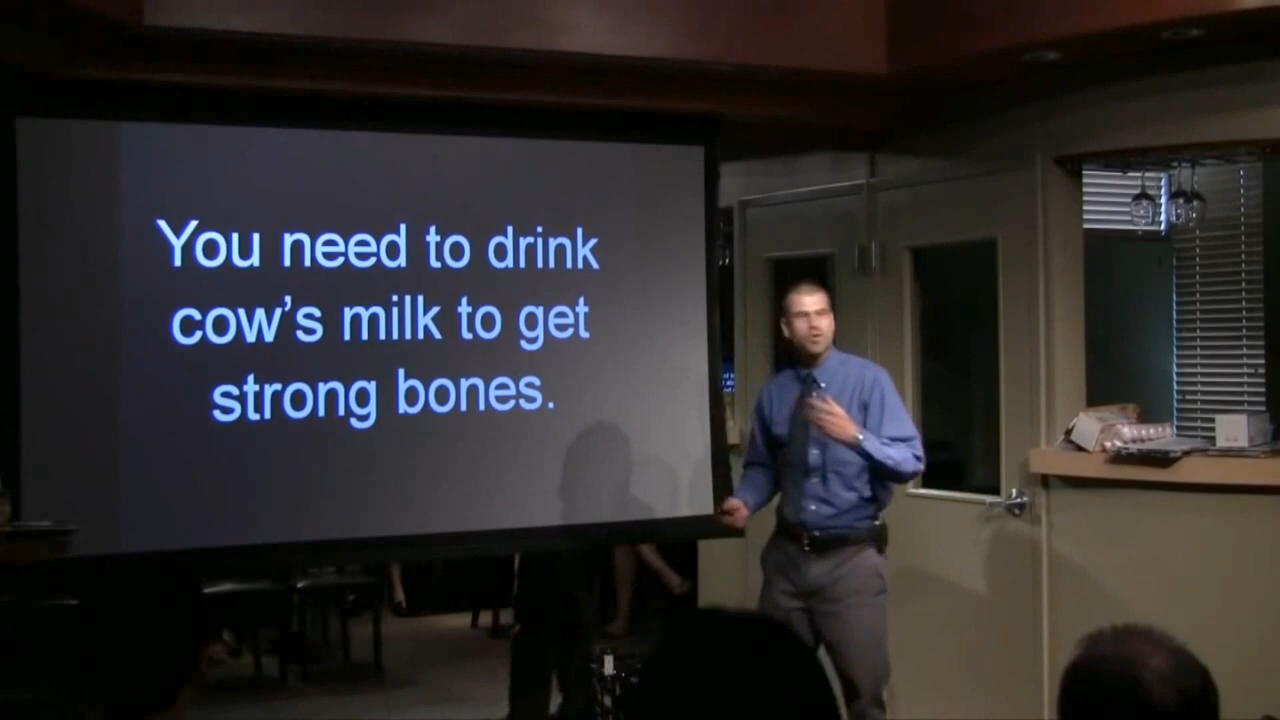 You need to drink
cow's milk to get
strong bones.